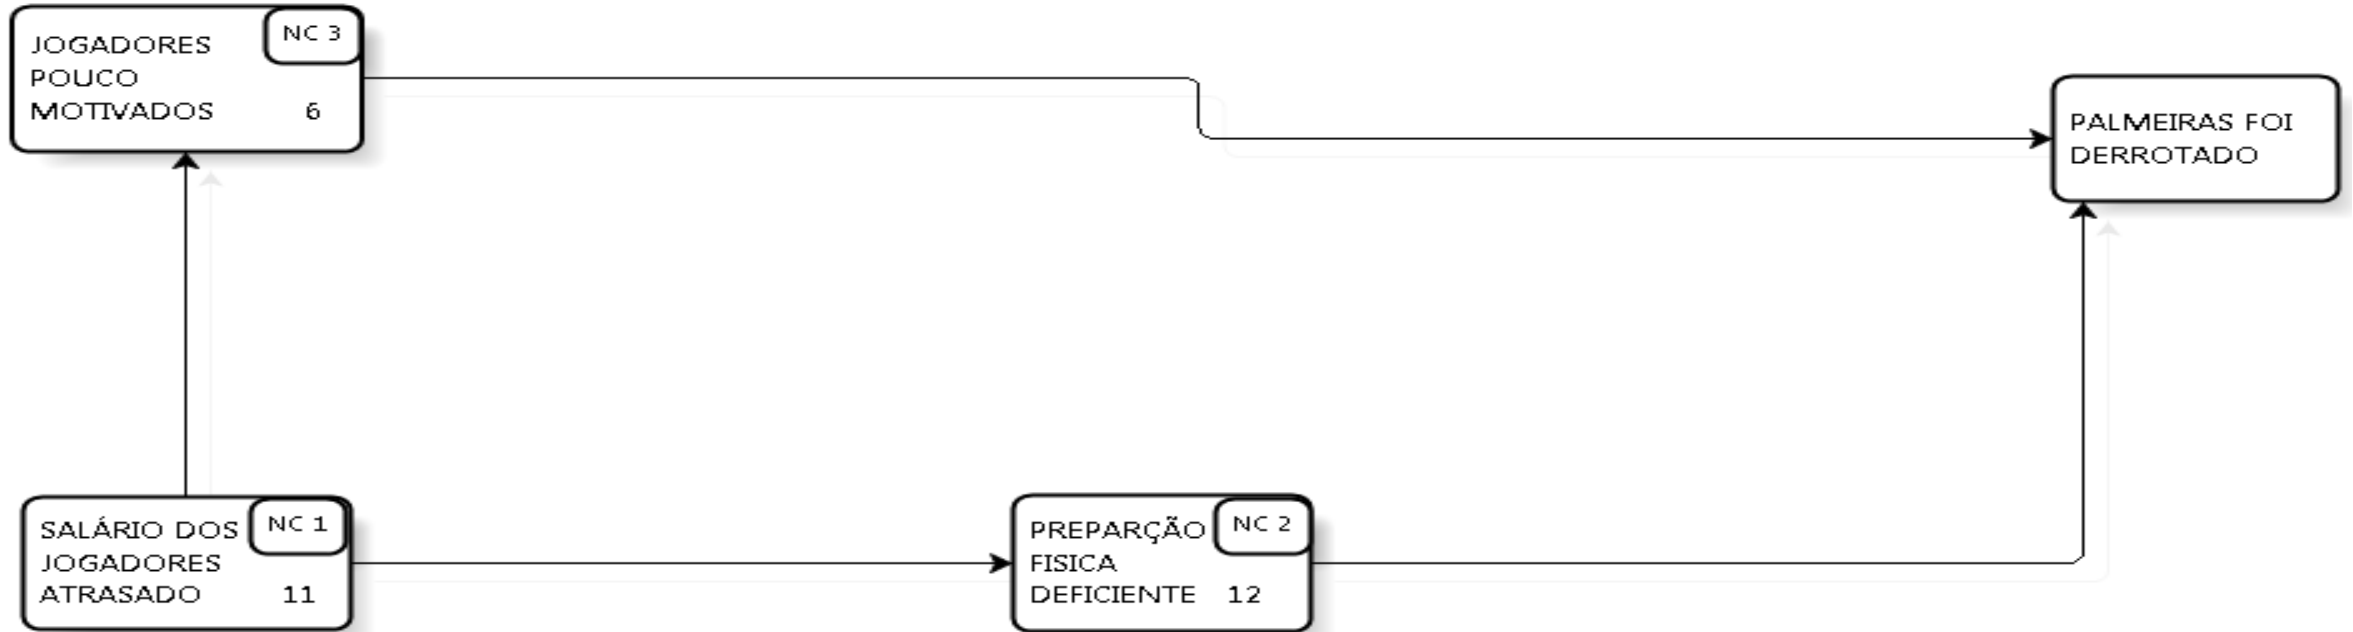 JOGADORES NC 3
POUCO
MOTIVADOS 6
PALMEIRAS FOI
DERROTADO
SALÁRIO DOS NC 1
JOGADORES
ATRASADO 11
PREPARÇÃO NC 2
FISICA
DEFICIENTE 12